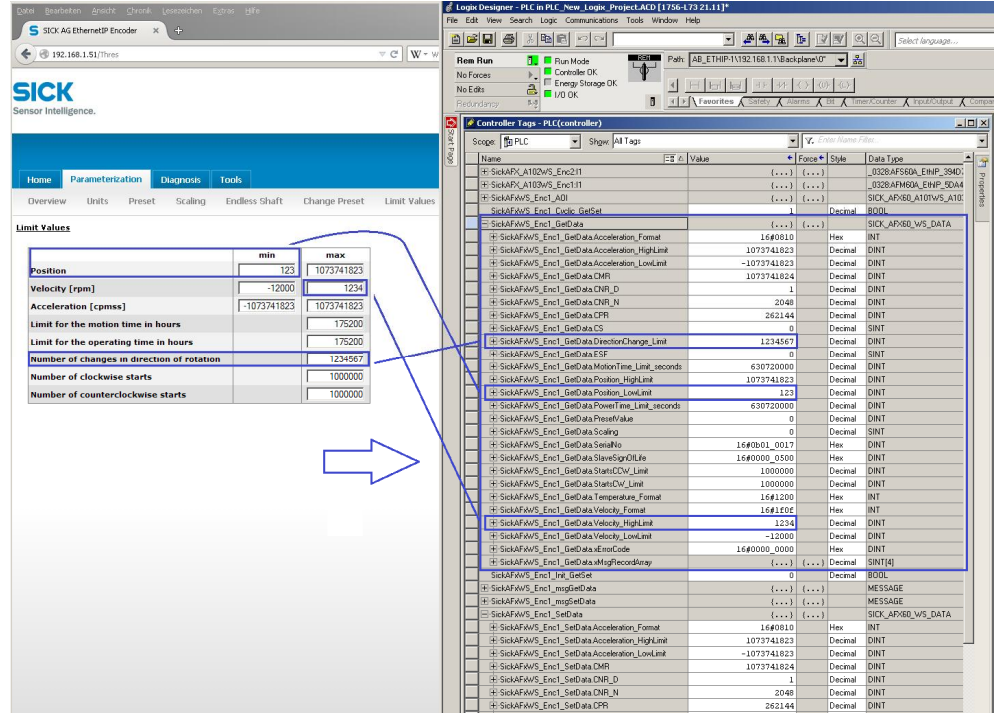 Datei Bearbeiten Ansicht Chronik Lesezeichen Extras Hilfe
SICK AG EthernetIP Encoder × +
192.168.1.51/Thres
SICK
Sensor Intelligence.
Home Parameterization Diagnosis Tools
Overview Units Preset Scaling Endless Shaft Change Preset Limit Values
Limit Values
min max
Position 123 1073741823
Velocity [rpm] -12000 1234
Acceleration [cpmss] -1073741823 1073741823
Limit for the motion time in hours 175200
Limit for the operating time in hours 175200
Number of changes in direction of rotation 1234567
Number of clockwise starts 1000000
Number of counterclockwise starts 1000000
Logix Designer - PLC in PLC_New_Logix_Project.ACD [1756-L73 21.11]*
File Edit View Search Logic Communications Tools Window Help
Select language...
Rem Run Run Mode
No Forces Controller OK
Energy Storage OK
No Edits I/O OK
Redundancy
Path: AB_ETHIP-1\192.168.1.1\Backplane\0*
Favorites Safety Alarms Bit Timer/Counter Input/Output Compar
Start Page
Controller Tags - PLC(controller)
Scope: PLC Show: All Tags Enter Name Filter...
Name Value Force Style Data Type
Properties
SickAFX_A102WS_Enc2:I1 {...} {...} _0328:AFS60A_EthIP_394D
SickAFX_A103WS_Enc1:I1 {...} {...} _0328:AFM60A_EthIP_5DA4
SickAFxWS_Enc1_AOI {...} {...} SICK_AFX60_A101WS_A10
SickAFxWS_Enc1_Cyclic_GetSet 1 Decimal BOOL
SickAFxWS_Enc1_GetData {...} {...} SICK_AFX60_WS_DATA
SickAFxWS_Enc1_GetData.Acceleration_Format 16#0810 Hex INT
SickAFxWS_Enc1_GetData.Acceleration_HighLimit 1073741823 Decimal DINT
SickAFxWS_Enc1_GetData.Acceleration_LowLimit -1073741823 Decimal DINT
SickAFxWS_Enc1_GetData.CMR 1073741824 Decimal DINT
SickAFxWS_Enc1_GetData.CNR_D 1 Decimal DINT
SickAFxWS_Enc1_GetData.CNR_N 2048 Decimal DINT
SickAFxWS_Enc1_GetData.CPR 262144 Decimal DINT
SickAFxWS_Enc1_GetData.CS 0 Decimal SINT
SickAFxWS_Enc1_GetData.DirectionChange_Limit 1234567 Decimal DINT
SickAFxWS_Enc1_GetData.ESF 0 Decimal SINT
SickAFxWS_Enc1_GetData.MotionTime_Limit_seconds 630720000 Decimal DINT
SickAFxWS_Enc1_GetData.Position_HighLimit 1073741823 Decimal DINT
SickAFxWS_Enc1_GetData.Position_LowLimit 123 Decimal DINT
SickAFxWS_Enc1_GetData.PowerTime_Limit_seconds 630720000 Decimal DINT
SickAFxWS_Enc1_GetData.PresetValue 0 Decimal DINT
SickAFxWS_Enc1_GetData.Scaling 0 Decimal SINT
SickAFxWS_Enc1_GetData.SerialNo 16#0b01_0017 Hex DINT
SickAFxWS_Enc1_GetData.SlaveSignOfLife 16#0000_0500 Hex DINT
SickAFxWS_Enc1_GetData.StartsCCW_Limit 1000000 Decimal DINT
SickAFxWS_Enc1_GetData.StartsCW_Limit 1000000 Decimal DINT
SickAFxWS_Enc1_GetData.Temperature_Format 16#1200 Hex INT
SickAFxWS_Enc1_GetData.Velocity_Format 16#1f0f Hex INT
SickAFxWS_Enc1_GetData.Velocity_HighLimit 1234 Decimal DINT
SickAFxWS_Enc1_GetData.Velocity_LowLimit -12000 Decimal DINT
SickAFxWS_Enc1_GetData.xErrorCode 16#0000_0000 Hex DINT
SickAFxWS_Enc1_GetData.xMsgRecordArray {...} {...} Decimal SINT[4]
SickAFxWS_Enc1_Init_GetSet 0 Decimal BOOL
SickAFxWS_Enc1_msgGetData {...} {...} MESSAGE
SickAFxWS_Enc1_msgSetData {...} {...} MESSAGE
SickAFxWS_Enc1_SetData {...} {...} SICK_AFX60_WS_DATA
SickAFxWS_Enc1_SetData.Acceleration_Format 16#0810 Hex INT
SickAFxWS_Enc1_SetData.Acceleration_HighLimit 1073741823 Decimal DINT
SickAFxWS_Enc1_SetData.Acceleration_LowLimit -1073741823 Decimal DINT
SickAFxWS_Enc1_SetData.CMR 1073741824 Decimal DINT
SickAFxWS_Enc1_SetData.CNR_D 1 Decimal DINT
SickAFxWS_Enc1_SetData.CNR_N 2048 Decimal DINT
SickAFxWS_Enc1_SetData.CPR 262144 Decimal DINT